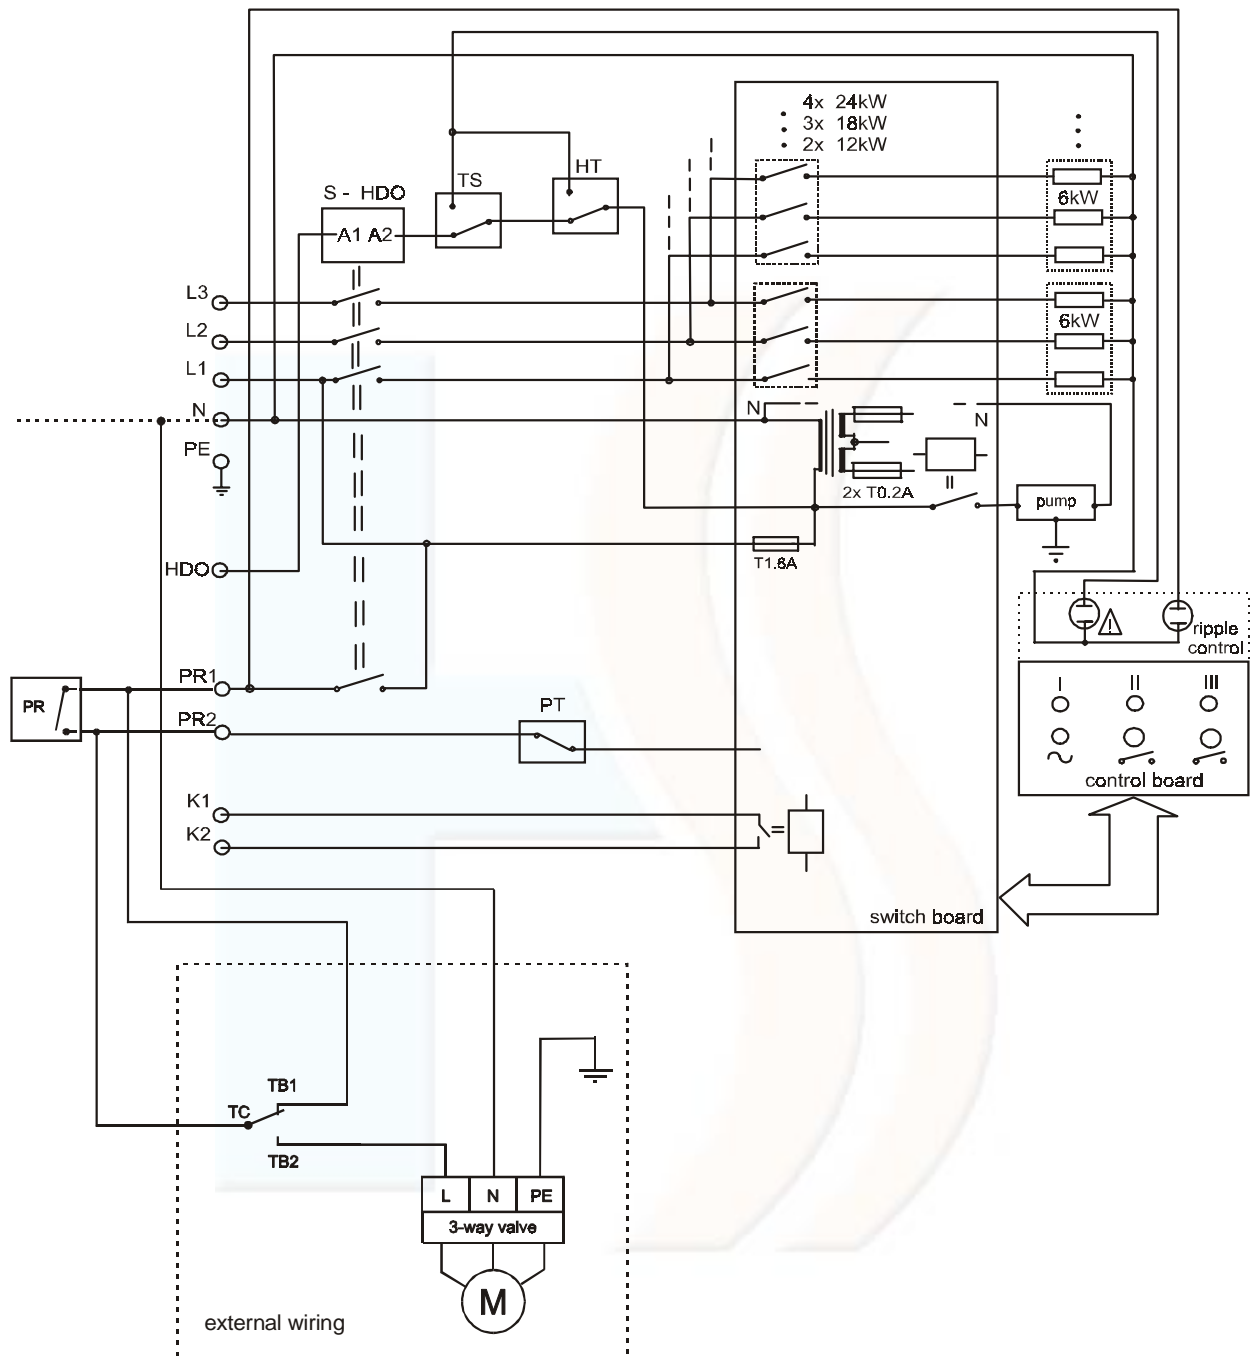 4x 24kW
3x 18kW
2x 12kW
HT
TS
S - HDO
A1 A2
6kW
L3
L2
6kW
L1
N
N
N
PE
2x T0.2A
pump
T1.6A
HDO
ripple
control
PR1
PR
PR2
PT
I II III
control board
K1
K2
switch board
TB1
TC
TB2
L N PE
3-way valve
M
external wiring